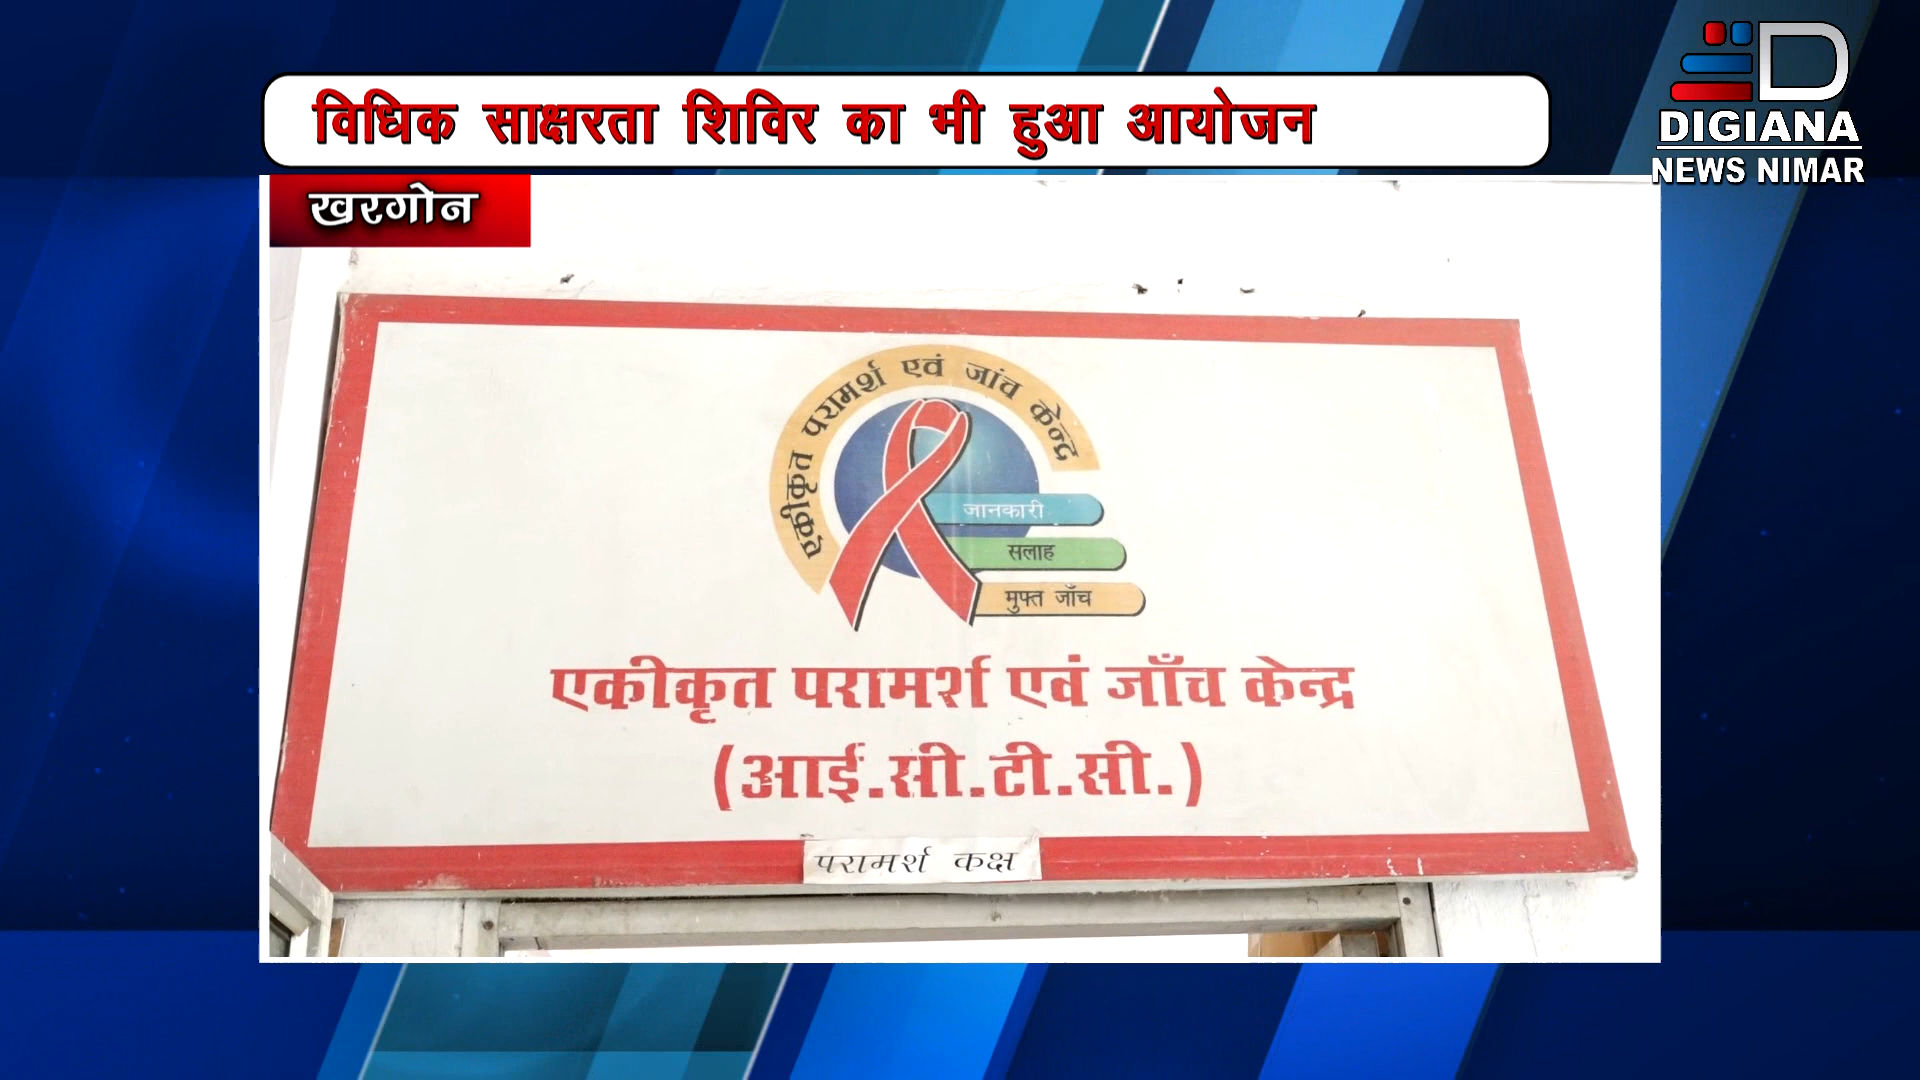 विधिक साक्षरता शिविर का भी हुआ आयोजन
DIGIANA
NEWS NIMAR
खरगोन
एकीकृत परामर्श एवं जांच केन्द्र
जानकारी
सलाह
मुफ्त जाँच
एकीकृत परामर्श एवं जाँच केन्द्र
(आई.सी.टी.सी.)
परामर्श कक्ष